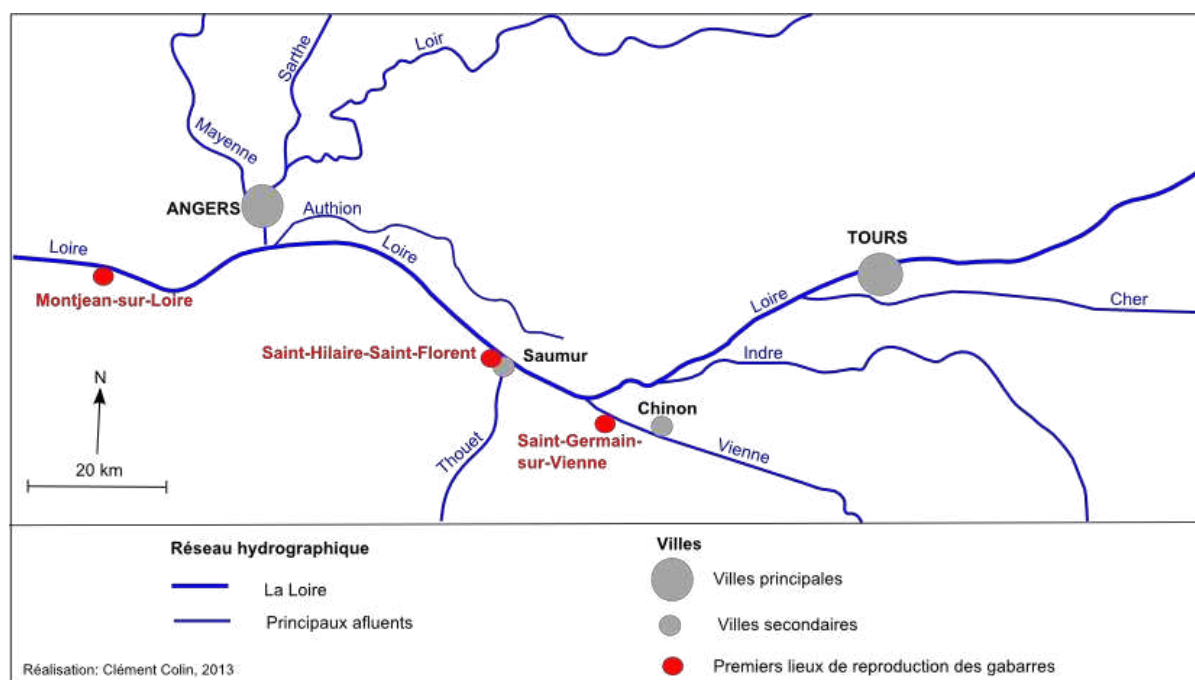 Loir
Sarthe
Mayenne
ANGERS
Authion
Loire
Loire
TOURS
Montjean-sur-Loire
Loire
Cher
Saint-Hilaire-Saint-Florent
Saumur
Indre
N
Chinon
20 km
Thouet
Saint-Germain-
sur-Vienne
Vienne
Réseau hydrographique
La Loire
Principaux afluents
Villes
Villes principales
Villes secondaires
Premiers lieux de reproduction des gabarres
Réalisation: Clément Colin, 2013